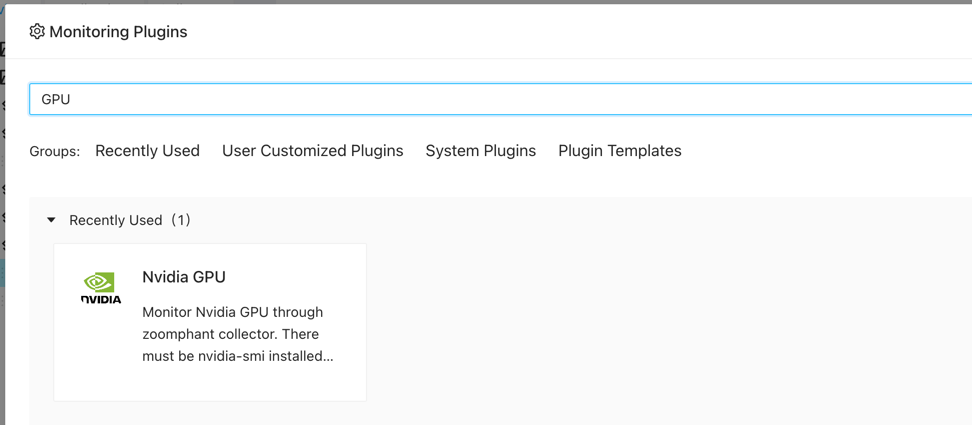 Monitoring Plugins
GPU
Groups: Recently Used User Customized Plugins System Plugins Plugin Templates
Recently Used (1)
Nvidia GPU
NVIDIA
Monitor Nvidia GPU through
zoomphant collector. There
must be nvidia-smi installed...